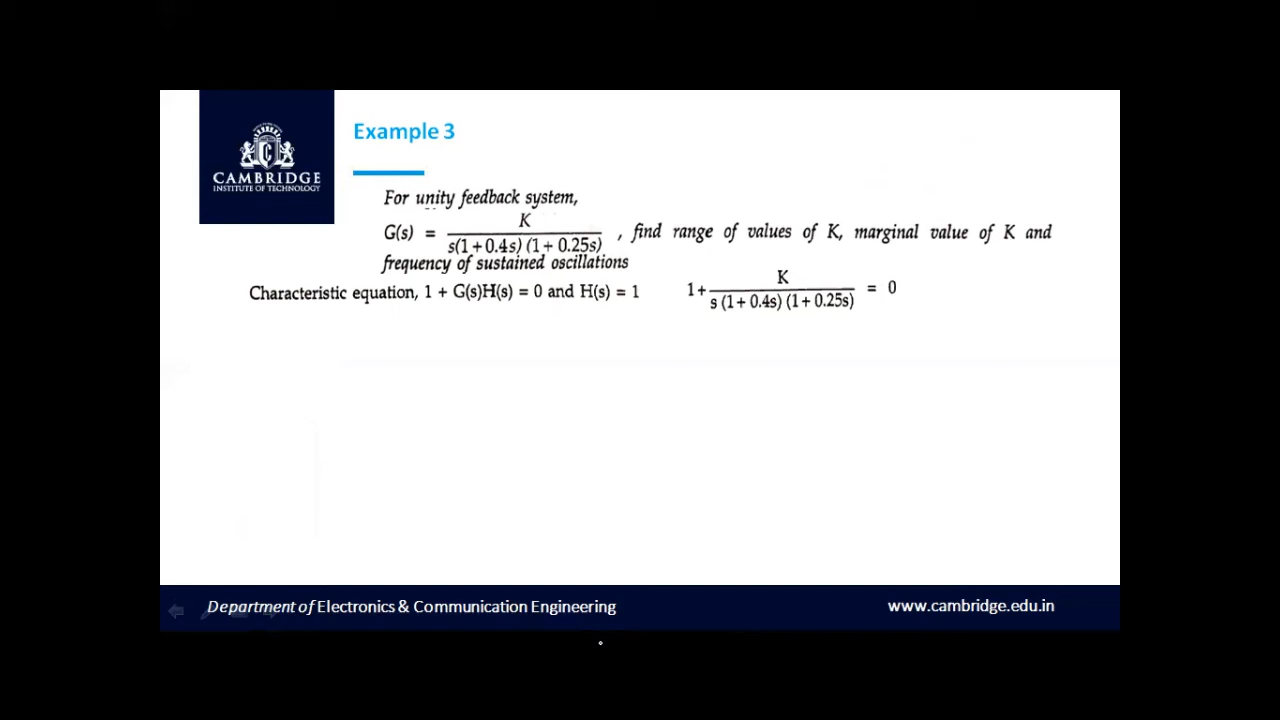 CAMBRIDGE
INSTITUTE OF TECHNOLOGY
Example 3
For unity feedback system,
G(s) = K / s(1+0.4s) (1+0.25s) , find range of values of K, marginal value of K and
frequency of sustained oscillations
Characteristic equation, 1 + G(s)H(s) = 0 and H(s) = 1 1+ K / s (1+0.4s) (1+0.25s) = 0
Department of Electronics & Communication Engineering www.cambridge.edu.in